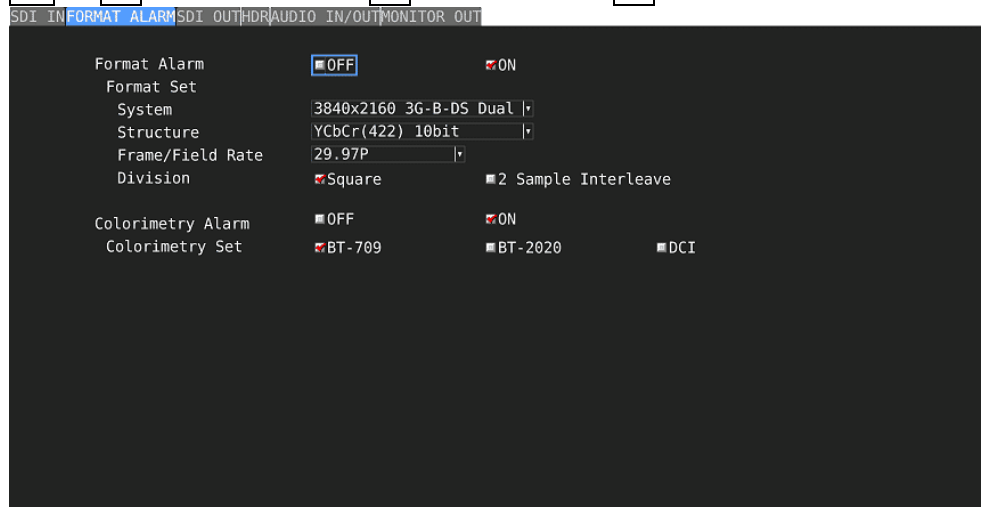 SDI IN FORMAT ALARM SDI OUT HDR AUDIO IN/OUT MONITOR OUT
Format Alarm OFF ON
Format Set
System 3840x2160 3G-B-DS Dual
Structure YCbCr(422) 10bit
Frame/Field Rate 29.97P
Division Square 2 Sample Interleave
Colorimetry Alarm OFF ON
Colorimetry Set BT-709 BT-2020 DCI